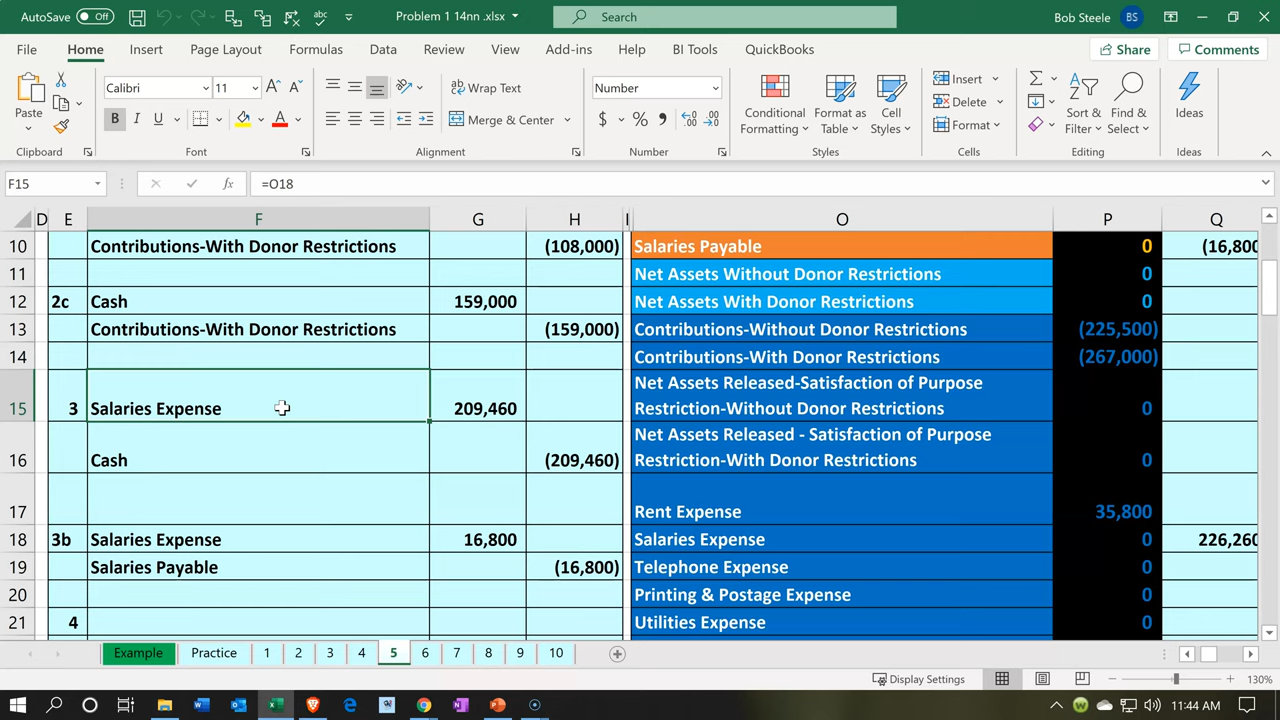 AutoSave Off Problem 1 14nn .xlsx Search Bob Steele BS
File Home Insert Page Layout Formulas Data Review View Add-ins Help BI Tools QuickBooks Share Comments
Paste Calibri 11 Wrap Text Number Conditional Formatting Format as Table Cell Styles Insert Delete Format Sort & Filter Find & Select Ideas
B I U Merge & Center $ %
Clipboard Font Alignment Number Styles Cells Editing Ideas
F15 fx =O18
D E F G H I O P Q
10 Contributions-With Donor Restrictions (108,000) Salaries Payable 0 (16,800
11 Net Assets Without Donor Restrictions 0
12 2c Cash 159,000 Net Assets With Donor Restrictions 0
13 Contributions-With Donor Restrictions (159,000) Contributions-Without Donor Restrictions (225,500)
14 Contributions-With Donor Restrictions (267,000)
Net Assets Released-Satisfaction of Purpose
15 3 Salaries Expense 209,460 Restriction-Without Donor Restrictions 0
Net Assets Released - Satisfaction of Purpose
16 Cash (209,460) Restriction-With Donor Restrictions 0
17 Rent Expense 35,800
18 3b Salaries Expense 16,800 Salaries Expense 0 226,260
19 Salaries Payable (16,800) Telephone Expense 0
20 Printing & Postage Expense 0
21 4 Utilities Expense 0
Example Practice 1 2 3 4 5 6 7 8 9 10
Display Settings 130%
11:44 AM